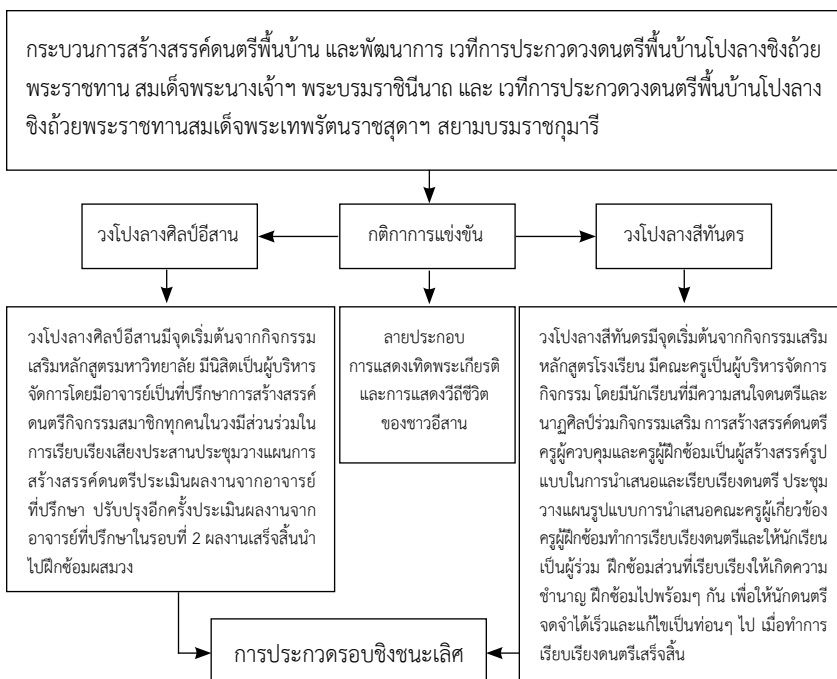 กระบวนการสร้างสรรค์ดนตรีพื้นบ้าน และพัฒนาการ เวทีการประกวดวงดนตรีพื้นบ้านโปงลางชิงถ้วย
พระราชทาน สมเด็จพระนางเจ้าฯ พระบรมราชินีนาถ และ เวทีการประกวดวงดนตรีพื้นบ้านโปงลาง
ชิงถ้วยพระราชทานสมเด็จพระเทพรัตนราชสุดาฯ สยามบรมราชกุมารี
วงโปงลางศิลป์อีสาน
กติกาการแข่งขัน
วงโปงลางสีทันดร
วงโปงลางศิลป์อีสานมีจุดเริ่มต้นจากกิจกรรม
เสริมหลักสูตรมหาวิทยาลัย มีนิสิตเป็นผู้บริหาร
จัดการโดยมีอาจารย์เป็นที่ปรึกษาการสร้างสรรค์
ดนตรีกิจกรรมสมาชิกทุกคนในวงมีส่วนร่วมใน
การเรียบเรียงเสียงประสานประชุมวางแผนการ
สร้างสรรค์ดนตรีประเมินผลงานจากอาจารย์
ที่ปรึกษา ปรับปรุงอีกครั้งประเมินผลงานจาก
อาจารย์ที่ปรึกษาในรอบที่ 2 ผลงานเสร็จสิ้นนำ
ไปฝึกซ้อมผสมวง
ลายประกอบ
การแสดงเทิดพระเกียรติ
และการแสดงวิถีชีวิต
ของชาวอีสาน
วงโปงลางสีทันดรมีจุดเริ่มต้นจากกิจกรรมเสริม
หลักสูตรโรงเรียน มีคณะครูเป็นผู้บริหารจัดการ
กิจกรรม โดยมีนักเรียนที่มีความสนใจดนตรีและ
นาฏศิลป์ร่วมกิจกรรมเสริม การสร้างสรรค์ดนตรี
ครูผู้ควบคุมและครูผู้ฝึกซ้อมเป็นผู้สร้างสรรค์รูป
แบบในการนำเสนอและเรียบเรียงดนตรี ประชุม
วางแผนรูปแบบการนำเสนอคณะครูผู้เกี่ยวข้อง
ครูผู้ฝึกซ้อมทำการเรียบเรียงดนตรีและให้นักเรียน
เป็นผู้ร่วม ฝึกซ้อมส่วนที่เรียบเรียงให้เกิดความ
ชำนาญ ฝึกซ้อมไปพร้อมๆ กัน เพื่อให้นักดนตรี
จดจำได้เร็วและแก้ไขเป็นท่อนๆ ไป เมื่อทำการ
เรียบเรียงดนตรีเสร็จสิ้น
การประกวดรอบชิงชนะเลิศ